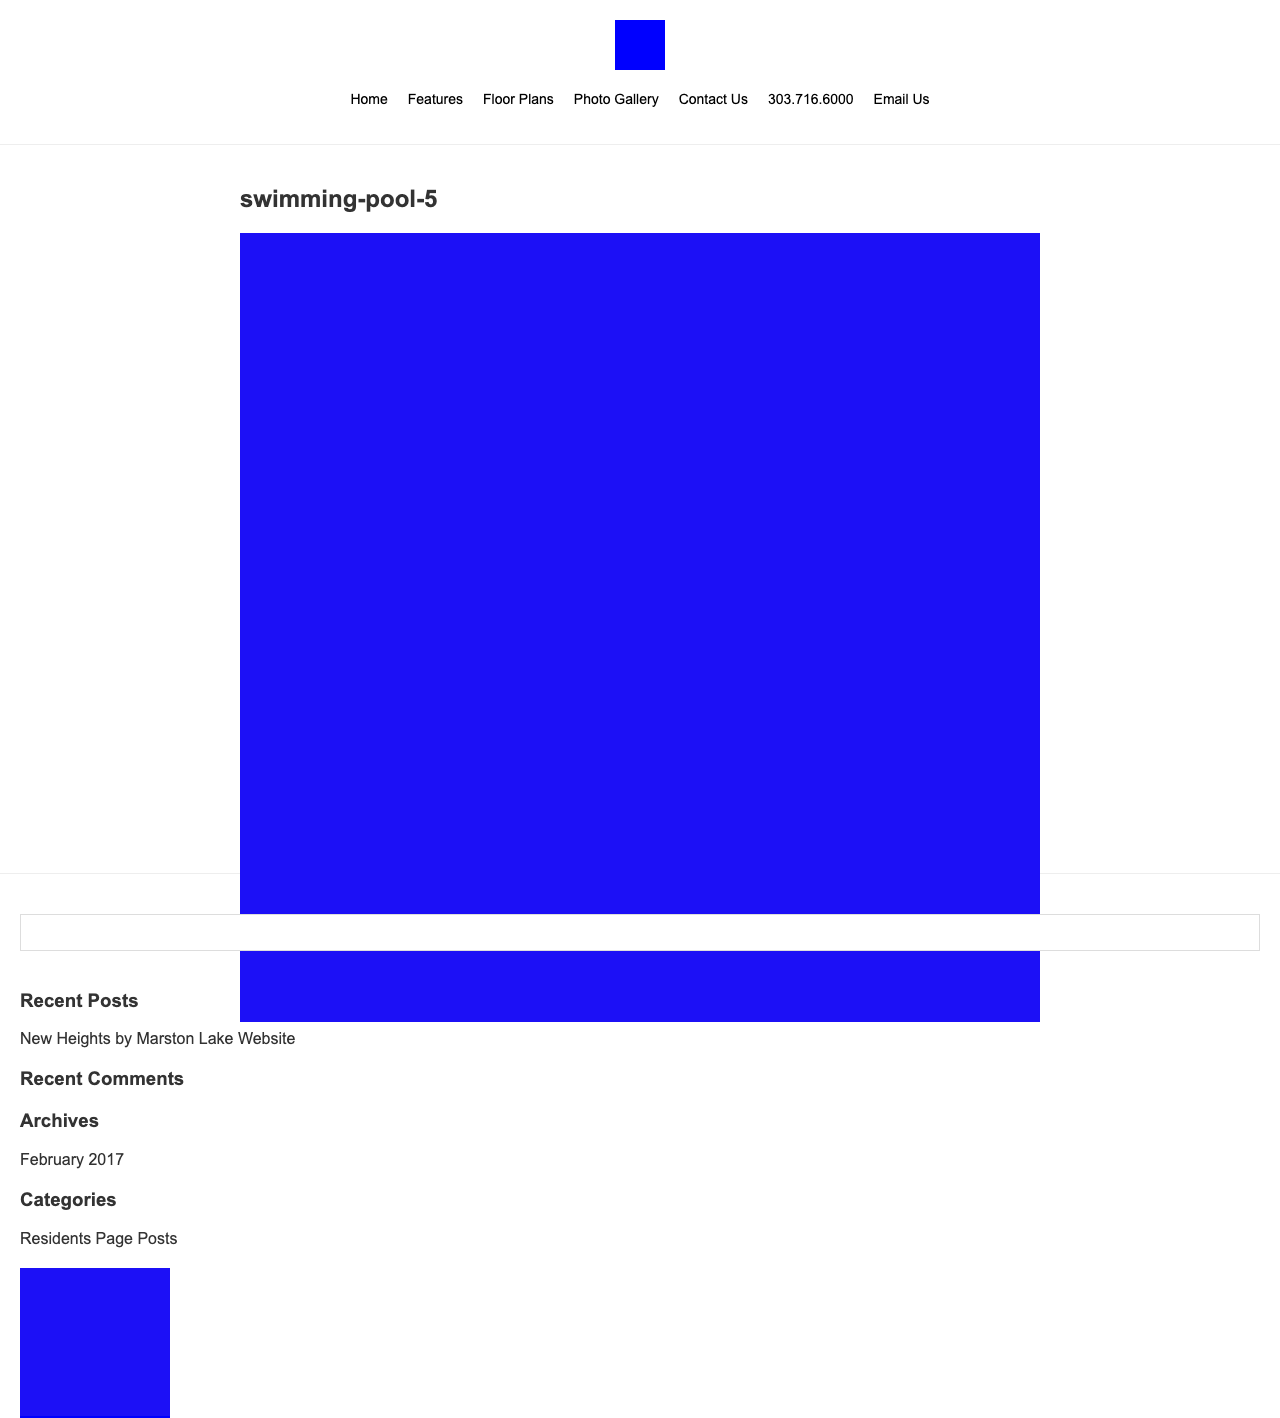 Home Features Floor Plans Photo Gallery Contact Us 303.716.6000 Email Us
swimming-pool-5
Recent Posts
New Heights by Marston Lake Website
Recent Comments
Archives
February 2017
Categories
Residents Page Posts